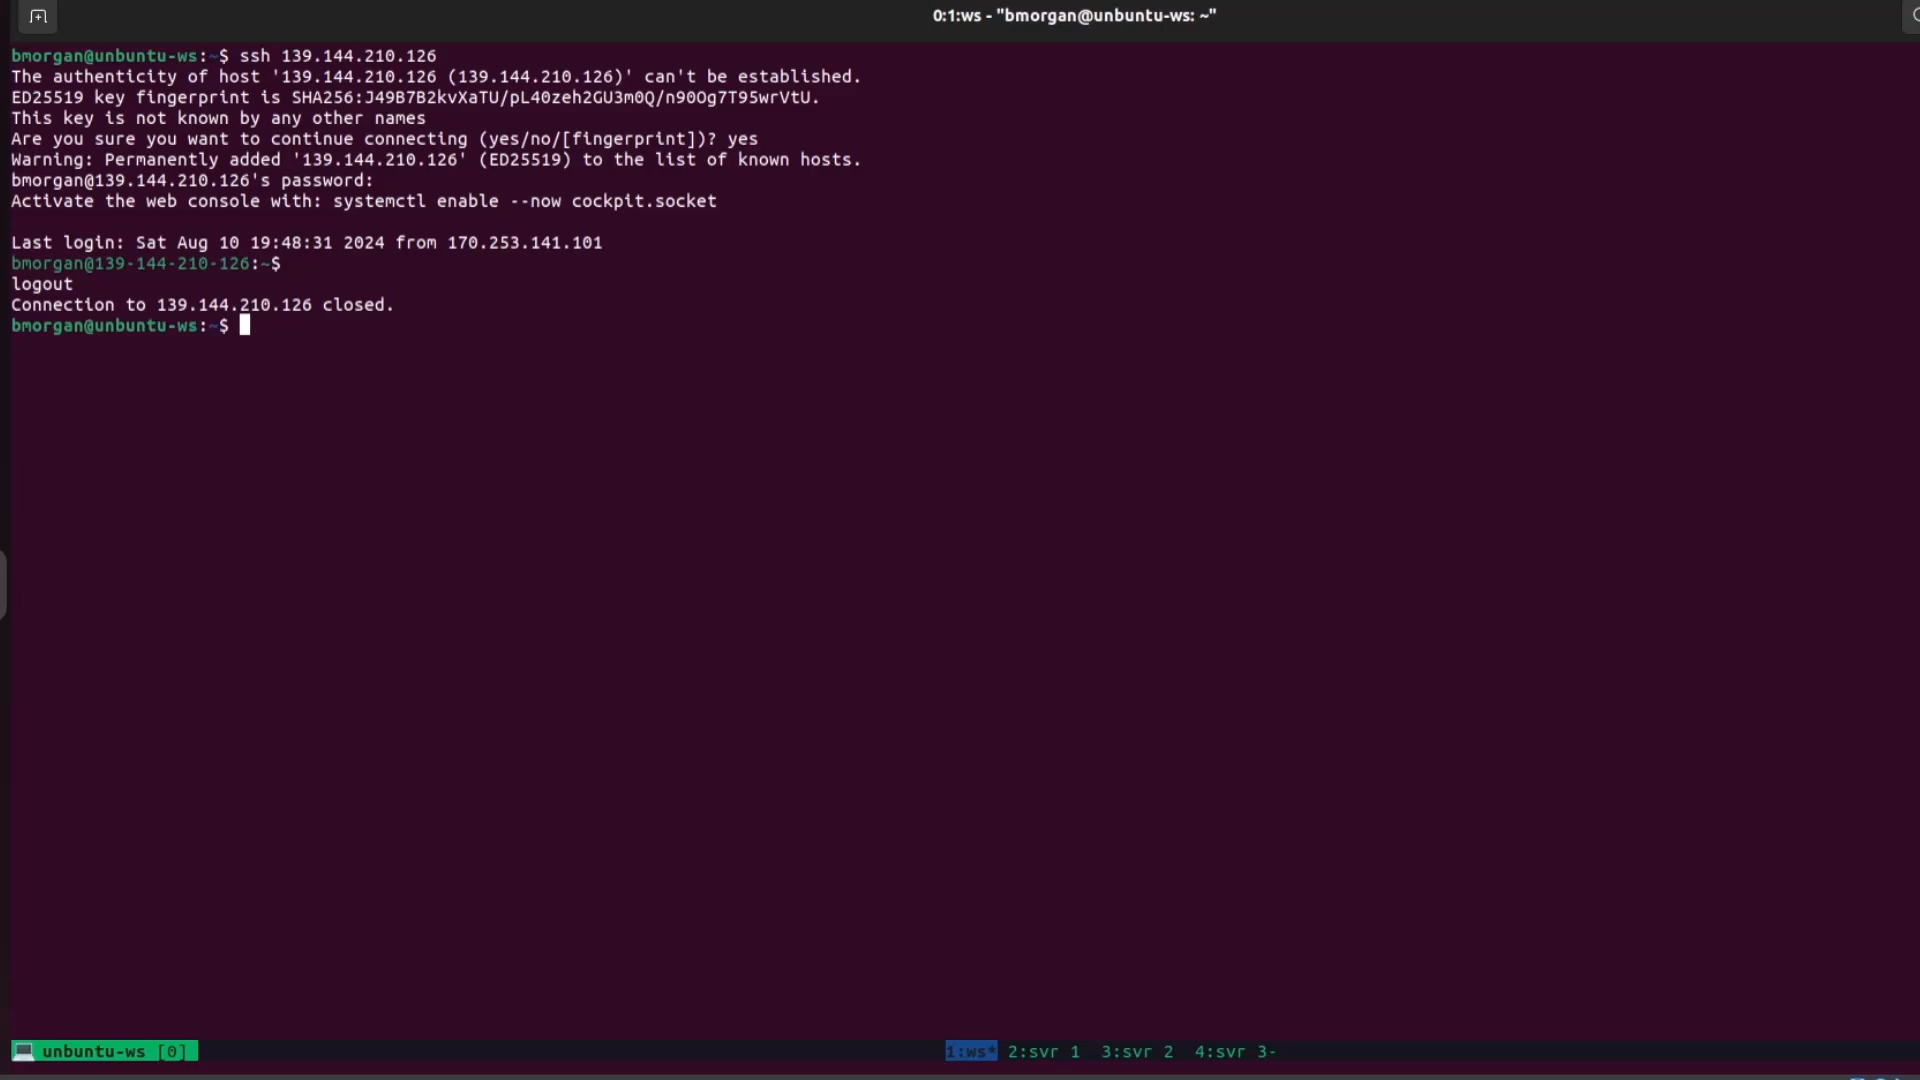 0:1:ws - "bmorgan@unbuntu-ws: ~"
bmorgan@unbuntu-ws:~$ ssh 139.144.210.126
The authenticity of host '139.144.210.126 (139.144.210.126)' can't be established.
ED25519 key fingerprint is SHA256:J49B7B2kvXaTU/pL40zeh2GU3m0Q/n90Og7T95wrVtU.
This key is not known by any other names
Are you sure you want to continue connecting (yes/no/[fingerprint])? yes
Warning: Permanently added '139.144.210.126' (ED25519) to the list of known hosts.
bmorgan@139.144.210.126's password:
Activate the web console with: systemctl enable --now cockpit.socket
Last login: Sat Aug 10 19:48:31 2024 from 170.253.141.101
bmorgan@139-144-210-126:~$
logout
Connection to 139.144.210.126 closed.
bmorgan@unbuntu-ws:~$
unbuntu-ws [0] 1:ws* 2:svr 1 3:svr 2 4:svr 3-